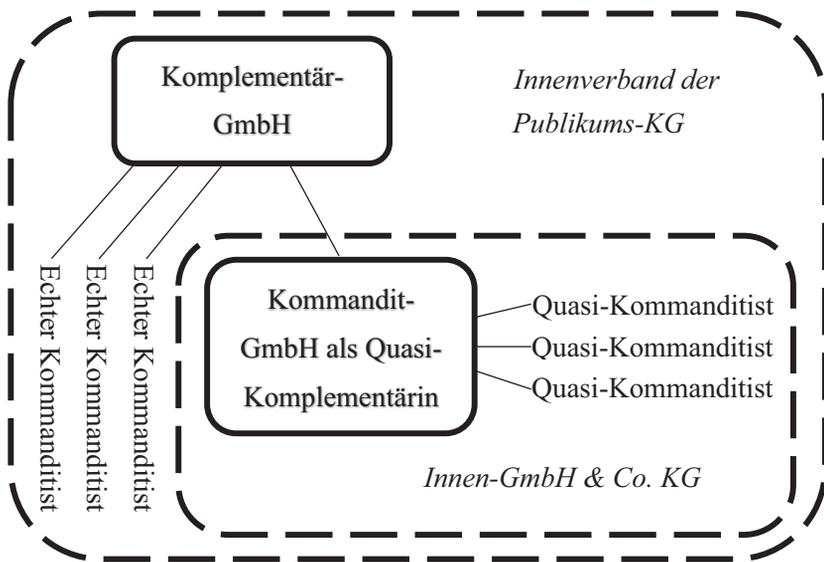 Komplementär-
GmbH
Innenverband der
Publikums-KG
Echter Kommanditist
Echter Kommanditist
Echter Kommanditist
Kommandit-
GmbH als Quasi-
Komplementärin
Quasi-Kommanditist
Quasi-Kommanditist
Quasi-Kommanditist
Innen-GmbH & Co. KG